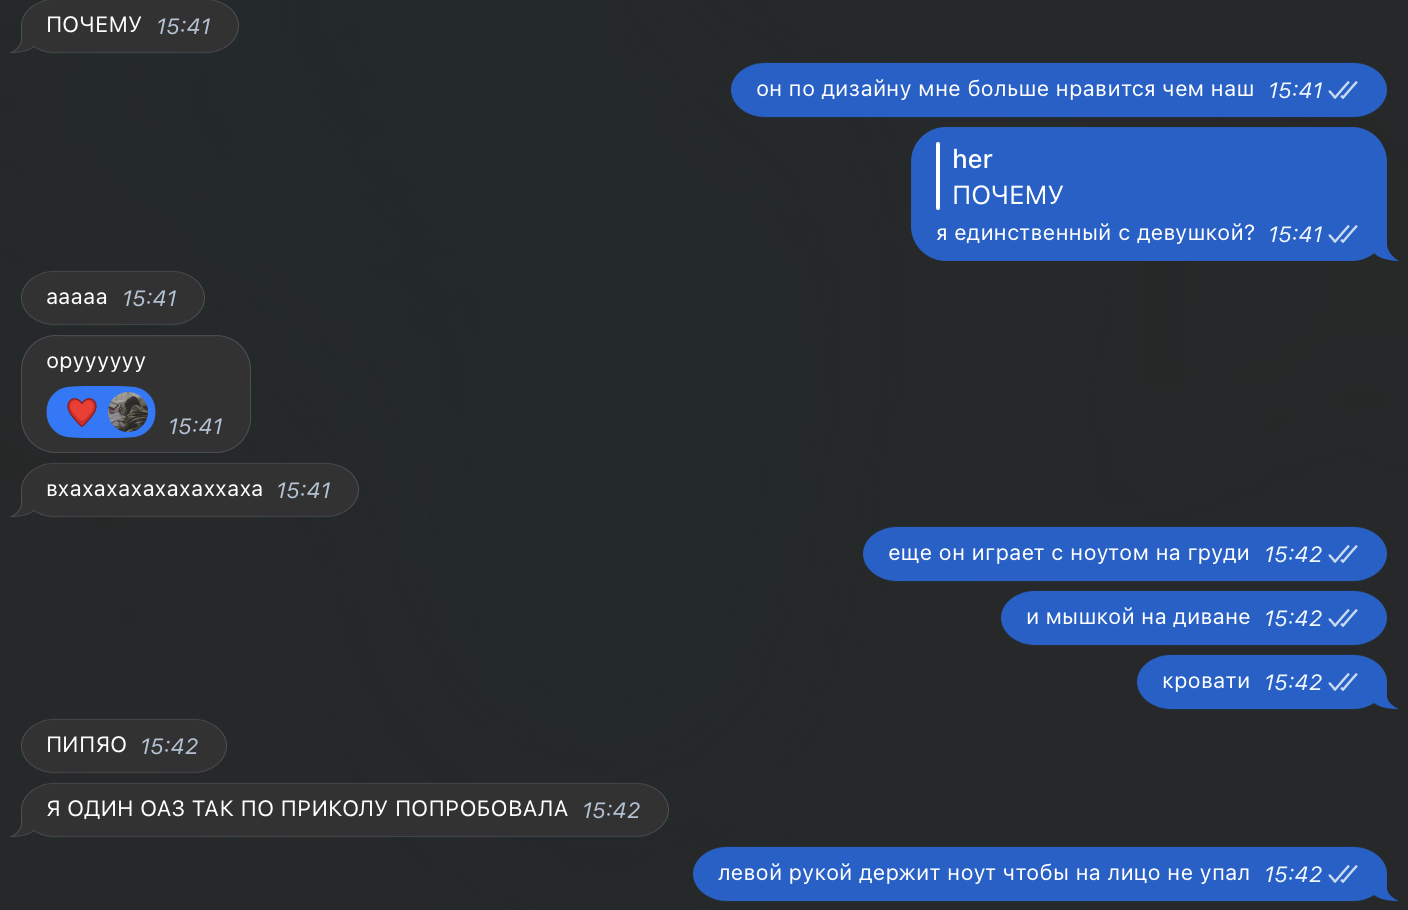 ПОЧЕМУ 15:41
он по дизайну мне больше нравится чем наш 15:41
her
ПОЧЕМУ
я единственный с девушкой? 15:41
ааааа 15:41
оруууууу
15:41
вхахахахахахаххаха 15:41
еще он играет с ноутом на груди 15:42
и мышкой на диване 15:42
кровати 15:42
ПИПЯО 15:42
Я ОДИН ОАЗ ТАК ПО ПРИКОЛУ ПОПРОБОВАЛА 15:42
левой рукой держит ноут чтобы на лицо не упал 15:42